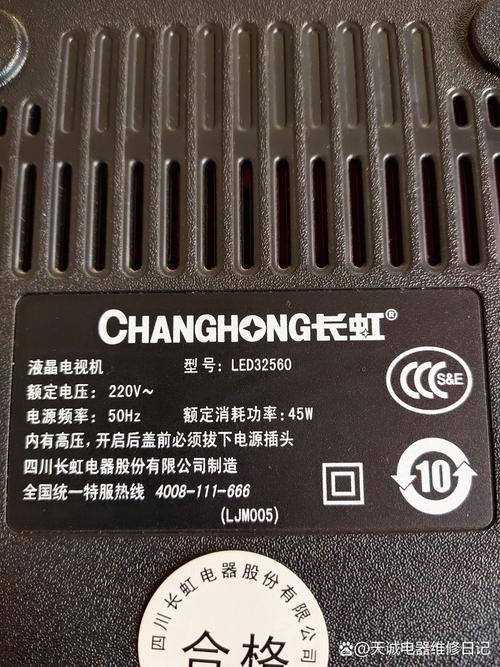 CHANGHONG长虹®
液晶电视机 型号: LED32560
额定电压: 220V~
电源频率: 50Hz 额定消耗功率: 45W
内有高压,开启后盖前必须拔下电源插头
四川长虹电器股份有限公司制造
全国统一特服热线 4008-111-666
(LJM005)
CCC S&E
10
四川长虹电器股份有限公司
合格
天诚电器维修日记